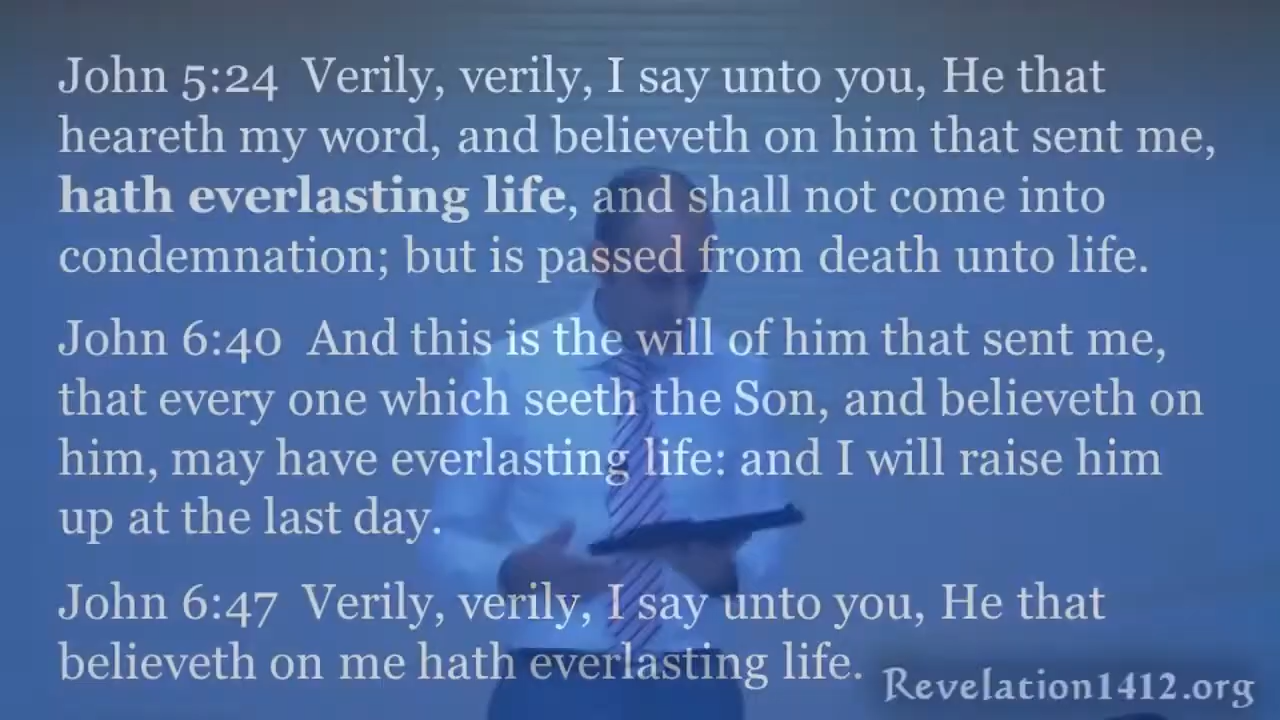 John 5:24  Verily, verily, I say unto you, He that
heareth my word, and believeth on him that sent me,
hath everlasting life, and shall not come into
condemnation; but is passed from death unto life.
John 6:40  And this is the will of him that sent me,
that every one which seeth the Son, and believeth on
him, may have everlasting life: and I will raise him
up at the last day.
John 6:47  Verily, verily, I say unto you, He that
believeth on me hath everlasting life.
Revelation1412.org